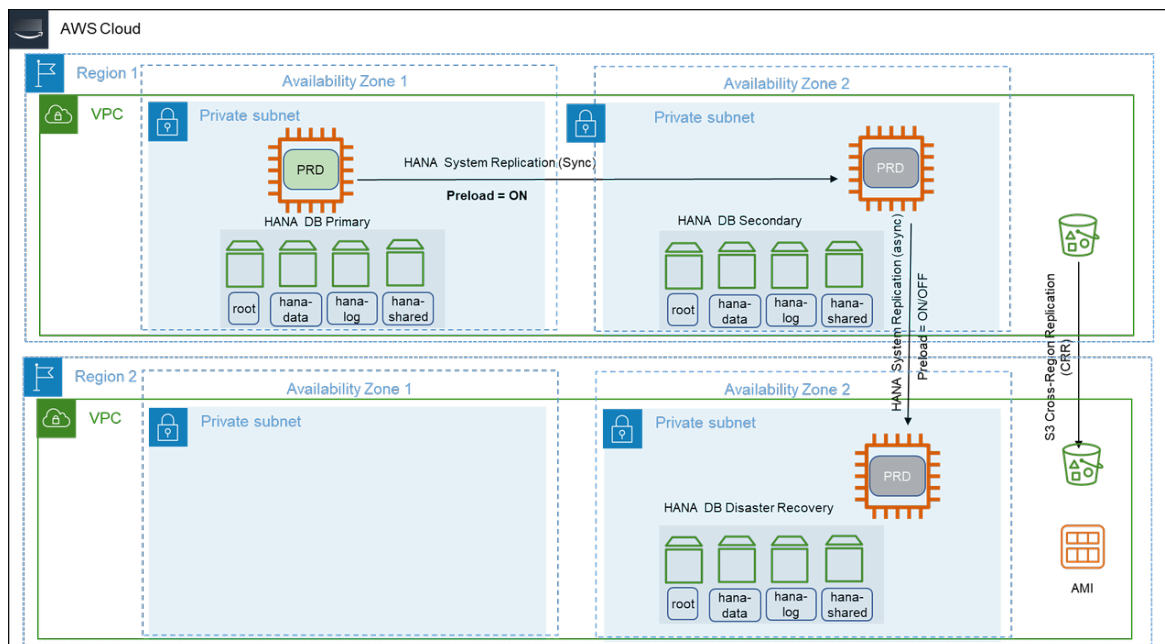 AWS Cloud
Region 1
Availability Zone 1
Availability Zone 2
VPC
Private subnet
Private subnet
PRD
HANA System Replication (Sync)
Preload = ON
PRD
HANA DB Primary
HANA DB Secondary
root
hana-
data
hana-
log
hana-
shared
root
hana-
data
hana-
log
hana-
shared
HANA System Replication (async)
Preload = ON/OFF
S3 Cross-Region Replication
(CRR)
Region 2
Availability Zone 1
Availability Zone 2
VPC
Private subnet
Private subnet
PRD
HANA DB Disaster Recovery
root
hana-
data
hana-
log
hana-
shared
AMI